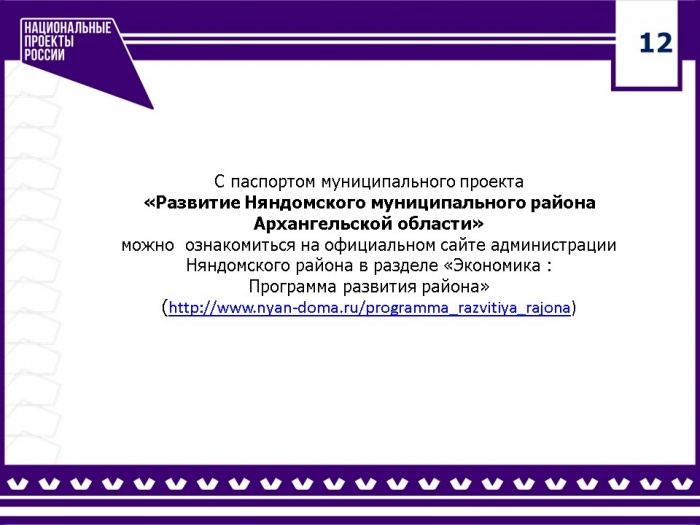 НАЦИОНАЛЬНЫЕ
ПРОЕКТЫ
РОССИИ
12
С паспортом муниципального проекта
«Развитие Няндомского муниципального района
Архангельской области»
можно ознакомиться на официальном сайте администрации
Няндомского района в разделе «Экономика :
Программа развития района»
(http://www.nyan-doma.ru/programma_razvitiya_rajona)